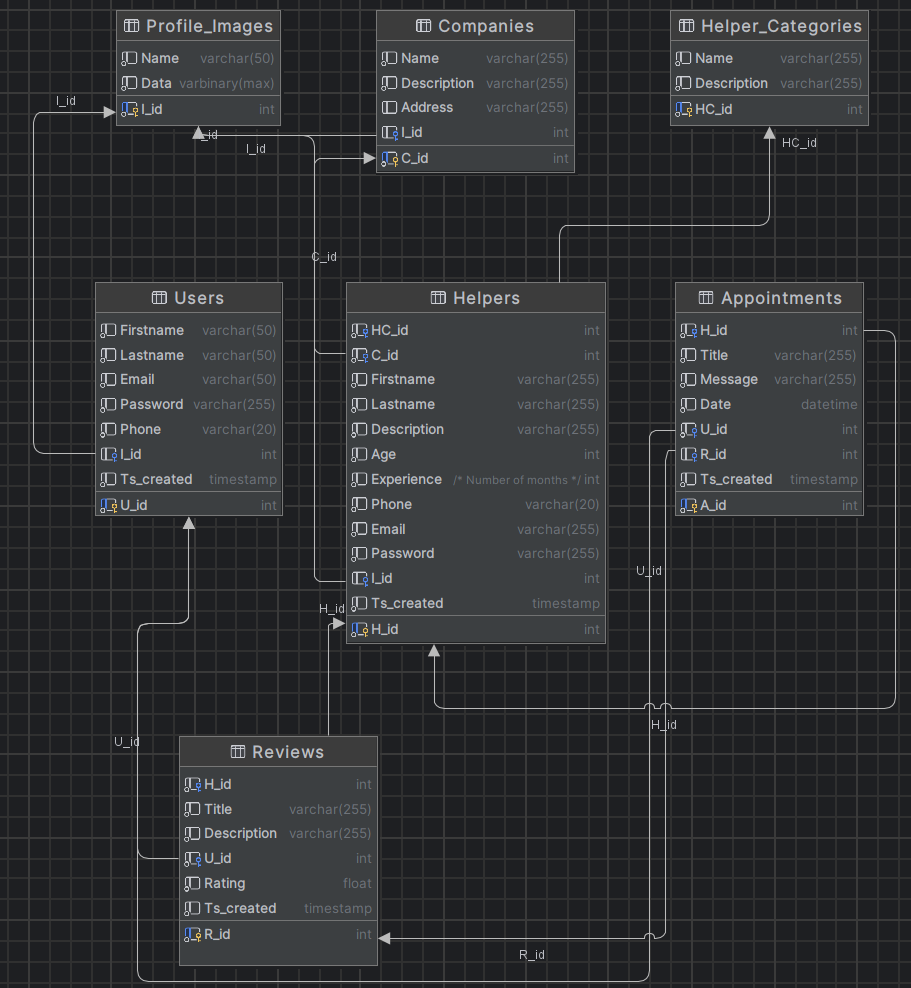 Profile_Images
Name varchar(50)
Data varbinary(max)
I_id int
Companies
Name varchar(255)
Description varchar(255)
Address varchar(255)
I_id int
C_id int
Helper_Categories
Name varchar(255)
Description varchar(255)
HC_id int
I_id
_id
I_id
HC_id
C_id
Users
Firstname varchar(50)
Lastname varchar(50)
Email varchar(50)
Password varchar(255)
Phone varchar(20)
I_id int
Ts_created timestamp
U_id int
Helpers
HC_id int
C_id int
Firstname varchar(255)
Lastname varchar(255)
Description varchar(255)
Age int
Experience /* Number of months */ int
Phone varchar(20)
Email varchar(255)
Password varchar(255)
I_id int
Ts_created timestamp
H_id int
Appointments
H_id int
Title varchar(255)
Message varchar(255)
Date datetime
U_id int
R_id int
Ts_created timestamp
A_id int
U_id
H_id
H_id
U_id
Reviews
H_id int
Title varchar(255)
Description varchar(255)
U_id int
Rating float
Ts_created timestamp
R_id int
R_id